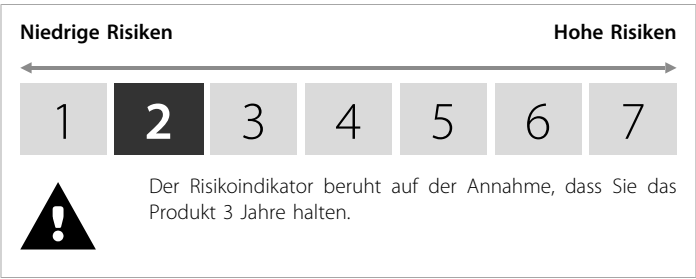 Niedrige Risiken Hohe Risiken
1 2 3 4 5 6 7
Der Risikoindikator beruht auf der Annahme, dass Sie das
Produkt 3 Jahre halten.